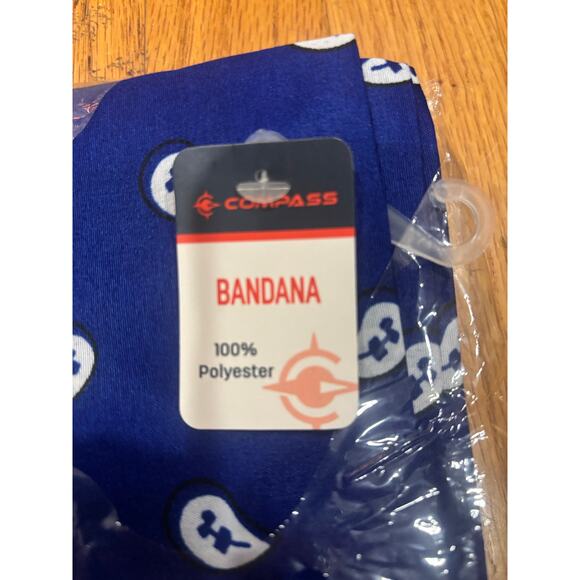 COMPASS
BANDANA
100%
Polyester